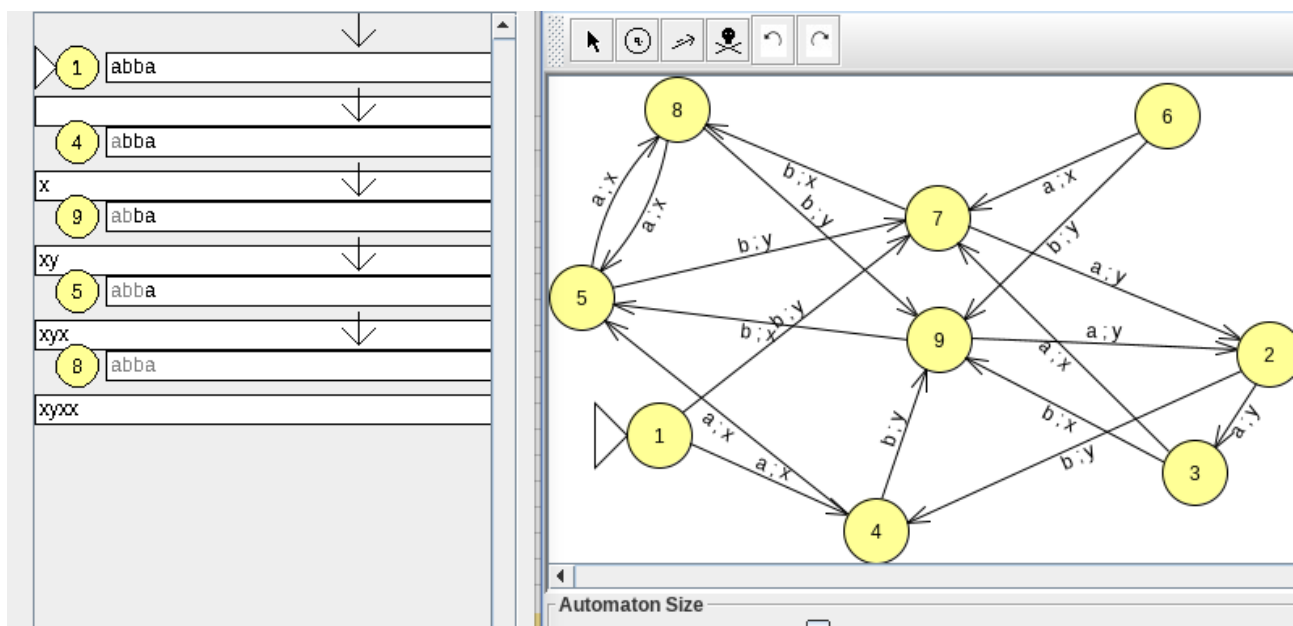 1 abba
4 abba
x
9 abba
xy
5 abba
xyx
8 abba
xyxx
8
6
a ; x
b ; x
a ; x
a ; x
b ; y
7
b ; y
b ; y
a ; y
5
b ; y
b ; x
9
a ; y
a ; x
2
1
a ; x
b ; y
b ; x
a ; y
a ; x
b ; y
3
4
Automaton Size